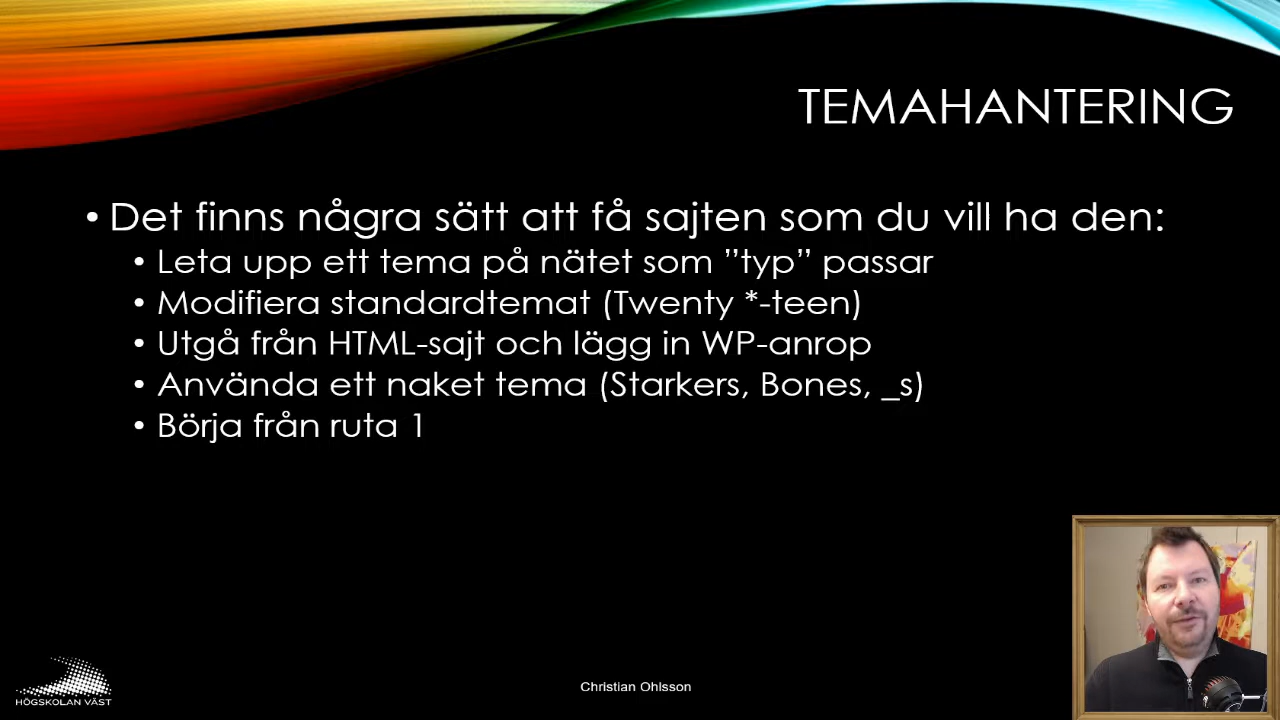 TEMAHANTERING
• Det finns några sätt att få sajten som du vill ha den:
• Leta upp ett tema på nätet som ”typ” passar
• Modifiera standardtemat (Twenty *-teen)
• Utgå från HTML-sajt och lägg in WP-anrop
• Använda ett naket tema (Starkers, Bones, _s)
• Börja från ruta 1
HÖGSKOLAN VÄST
Christian Ohlsson